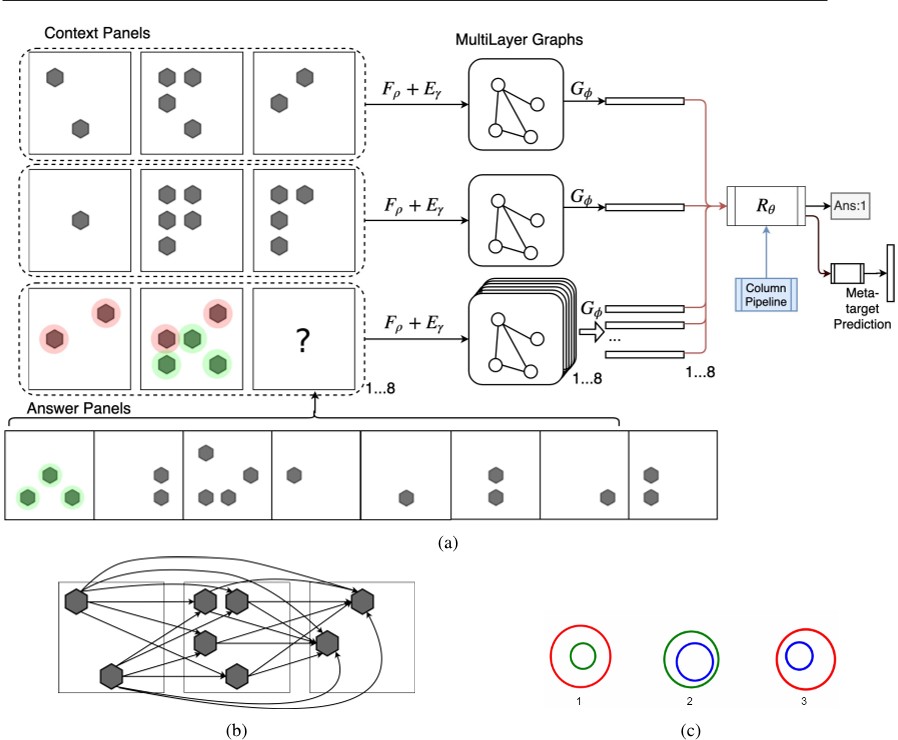 Context Panels
MultiLayer Graphs
Fρ + Eγ
Gϕ
Fρ + Eγ
Gϕ
Rθ
Ans:1
Column
Pipeline
Meta-
target
Prediction
?
Fρ + Eγ
Gϕ
...
1...8
1...8
1...8
Answer Panels
(a)
(b)
1
2
3
(c)